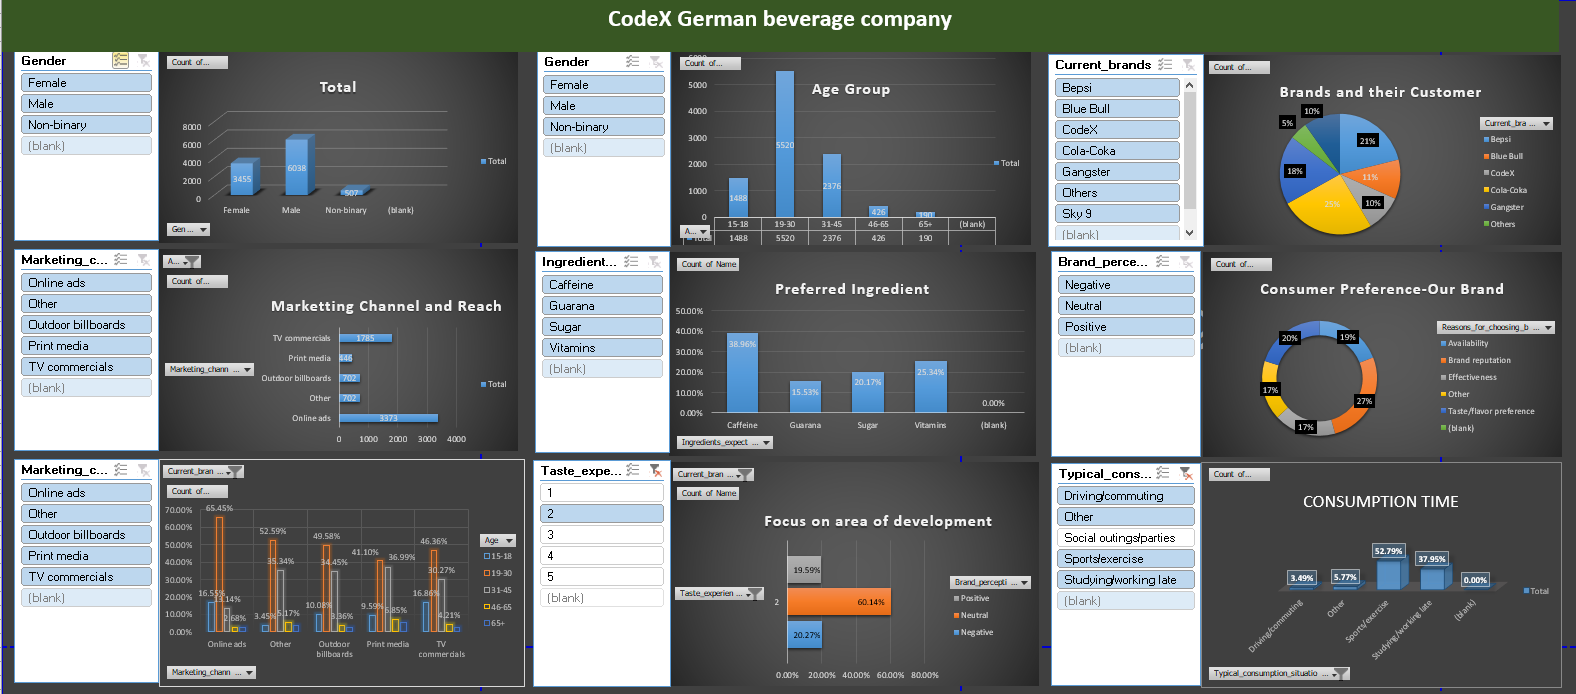 CodeX German beverage company
Gender
Female
Male
Non-binary
(blank)
Count of...
Total
8000
6000
4000
2000
0
3455
6038
507
Female
Male
Non-binary
(blank)
Total
Gen ...
Gender
Female
Male
Non-binary
(blank)
Count of...
Age Group
5000
4000
3000
2000
1000
0
1488
5520
2376
426
190
Total
15-18
19-30
31-45
46-65
65+
(blank)
A...
Total
1488
5520
2376
426
190
Current_brands
Bepsi
Blue Bull
CodeX
Cola-Coka
Gangster
Others
Sky 9
(blank)
Count of...
Brands and their Customer
21%
11%
10%
25%
18%
5%
10%
Current_bra ...
Bepsi
Blue Bull
CodeX
Cola-Coka
Gangster
Others
Marketing_c...
Online ads
Other
Outdoor billboards
Print media
TV commercials
(blank)
A...
Count of...
Marketting Channel and Reach
TV commercials
1785
Print media
446
Outdoor billboards
702
Other
702
Online ads
3373
0
1000
2000
3000
4000
Marketing_chann ...
Total
Ingredient...
Caffeine
Guarana
Sugar
Vitamins
(blank)
Count of Name
Preferred Ingredient
50.00%
40.00%
30.00%
20.00%
10.00%
0.00%
38.96%
15.53%
20.17%
25.34%
0.00%
Caffeine
Guarana
Sugar
Vitamins
(blank)
Ingredients_expect ...
Brand_perce...
Negative
Neutral
Positive
(blank)
Count of...
Consumer Preference-Our Brand
19%
27%
17%
17%
20%
Reasons_for_choosing_b ...
Availability
Brand reputation
Effectiveness
Other
Taste/flavor preference
(blank)
Marketing_c...
Online ads
Other
Outdoor billboards
Print media
TV commercials
(blank)
Current_bran ...
Count of...
70.00%
60.00%
50.00%
40.00%
30.00%
20.00%
10.00%
0.00%
65.45%
13.14%
2.68%
3.45%
52.59%
35.34%
5.17%
10.08%
49.58%
34.45%
3.36%
9.59%
41.10%
36.99%
6.85%
16.86%
46.36%
30.27%
4.21%
Online ads
Other
Outdoor
billboards
Print media
TV
commercials
Age
15-18
19-30
31-45
46-65
65+
Marketing_chann ...
Taste_expe...
1
2
3
4
5
(blank)
Current_bran ...
Count of Name
Focus on area of development
19.59%
60.14%
20.27%
2
0.00%
20.00%
40.00%
60.00%
80.00%
Taste_experien ...
Brand_percepti ...
Positive
Neutral
Negative
Typical_cons...
Driving/commuting
Other
Social outings/parties
Sports/exercise
Studying/working late
(blank)
Count of...
CONSUMPTION TIME
3.49%
5.77%
52.79%
37.95%
0.00%
Driving/commuting
Other
Sports/exercise
Studying/working late
(blank)
Total
Typical_consumption_situatio ...